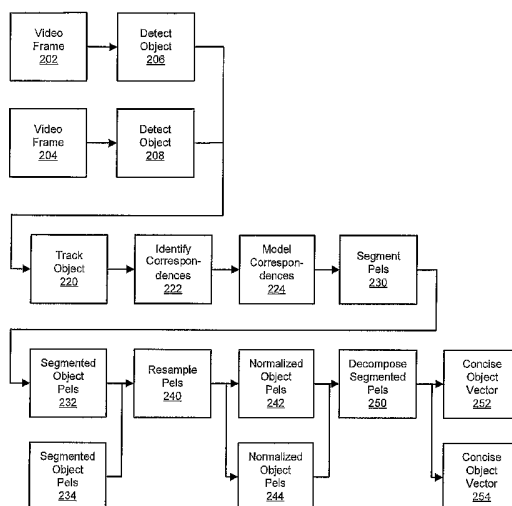 Video
Frame
202
Detect
Object
206
Video
Frame
204
Detect
Object
208
Track
Object
220
Identify
Correspon-
dences
222
Model
Correspon-
dences
224
Segment
Pels
230
Segmented
Object Pels
232
Resample
Pels
240
Normalized
Object Pels
242
Decompose
Segmented
Pels
250
Concise
Object
Vector
252
Segmented
Object Pels
234
Normalized
Object Pels
244
Concise
Object
Vector
254